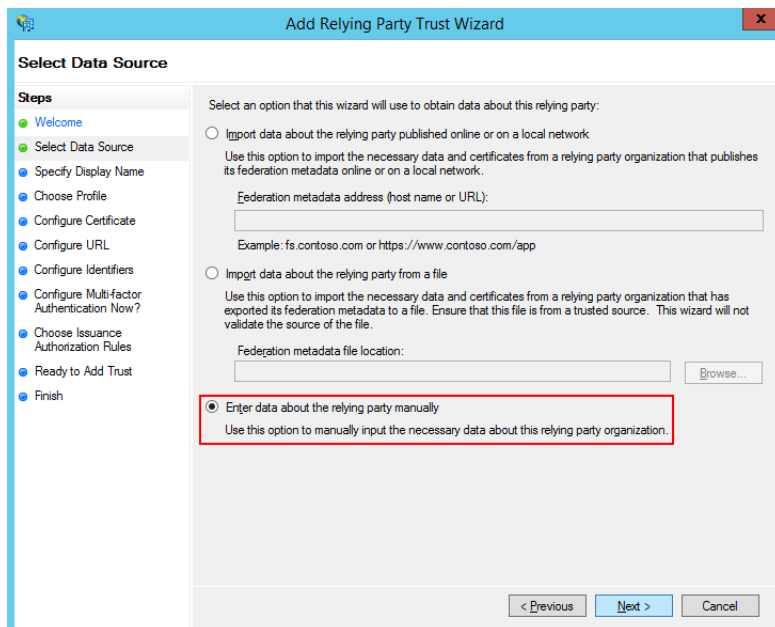 Add Relying Party Trust Wizard
x
Select Data Source
Steps
Welcome
Select Data Source
Specify Display Name
Choose Profile
Configure Certificate
Configure URL
Configure Identifiers
Configure Multi-factor
Authentication Now?
Choose Issuance
Authorization Rules
Ready to Add Trust
Finish
Select an option that this wizard will use to obtain data about this relying party:
Import data about the relying party published online or on a local network
Use this option to import the necessary data and certificates from a relying party organization that publishes
its federation metadata online or on a local network.
Federation metadata address (host name or URL):
Example: fs.contoso.com or https://www.contoso.com/app
Import data about the relying party from a file
Use this option to import the necessary data and certificates from a relying party organization that has
exported its federation metadata to a file. Ensure that this file is from a trusted source. This wizard will not
validate the source of the file.
Federation metadata file location:
Browse...
Enter data about the relying party manually
Use this option to manually input the necessary data about this relying party organization.
< Previous
Next >
Cancel